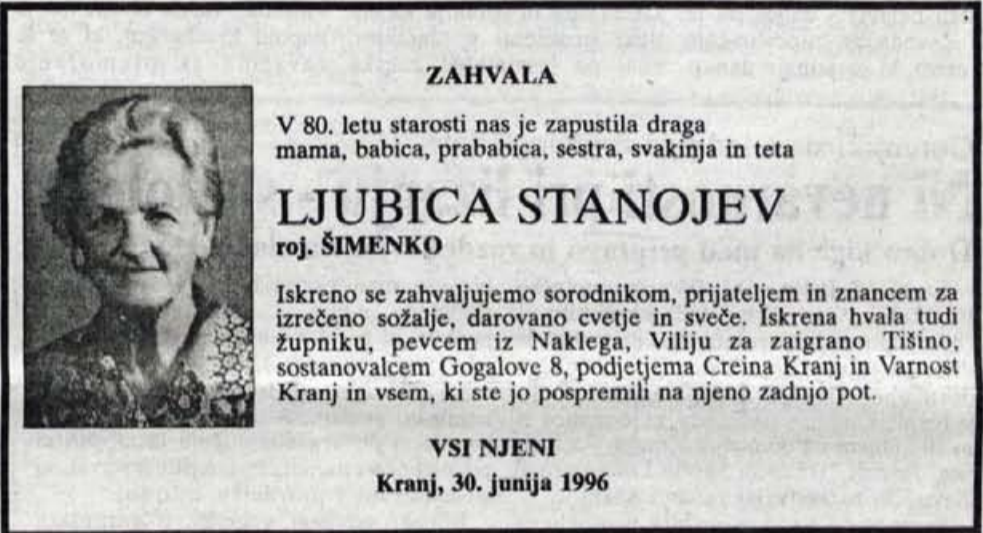 ZAHVALA
V 80. letu starosti nas je zapustila draga
mama, babica, prababica, sestra, svakinja in teta
LJUBICA STANOJEV
roj. ŠIMENKO
Iskreno se zahvaljujemo sorodnikom, prijateljem in znancem za
izrečeno sožalje, darovano cvetje in sveče. Iskrena hvala tudi
župniku, pevcem iz Naklega, Viliju za zaigrano Tišino,
sostanovalcem Gogalove 8, podjetjema Creina Kranj in Varnost
Kranj in vsem, ki ste jo pospremili na njeno zadnjo pot.
VSI NJENI
Kranj, 30. junija 1996